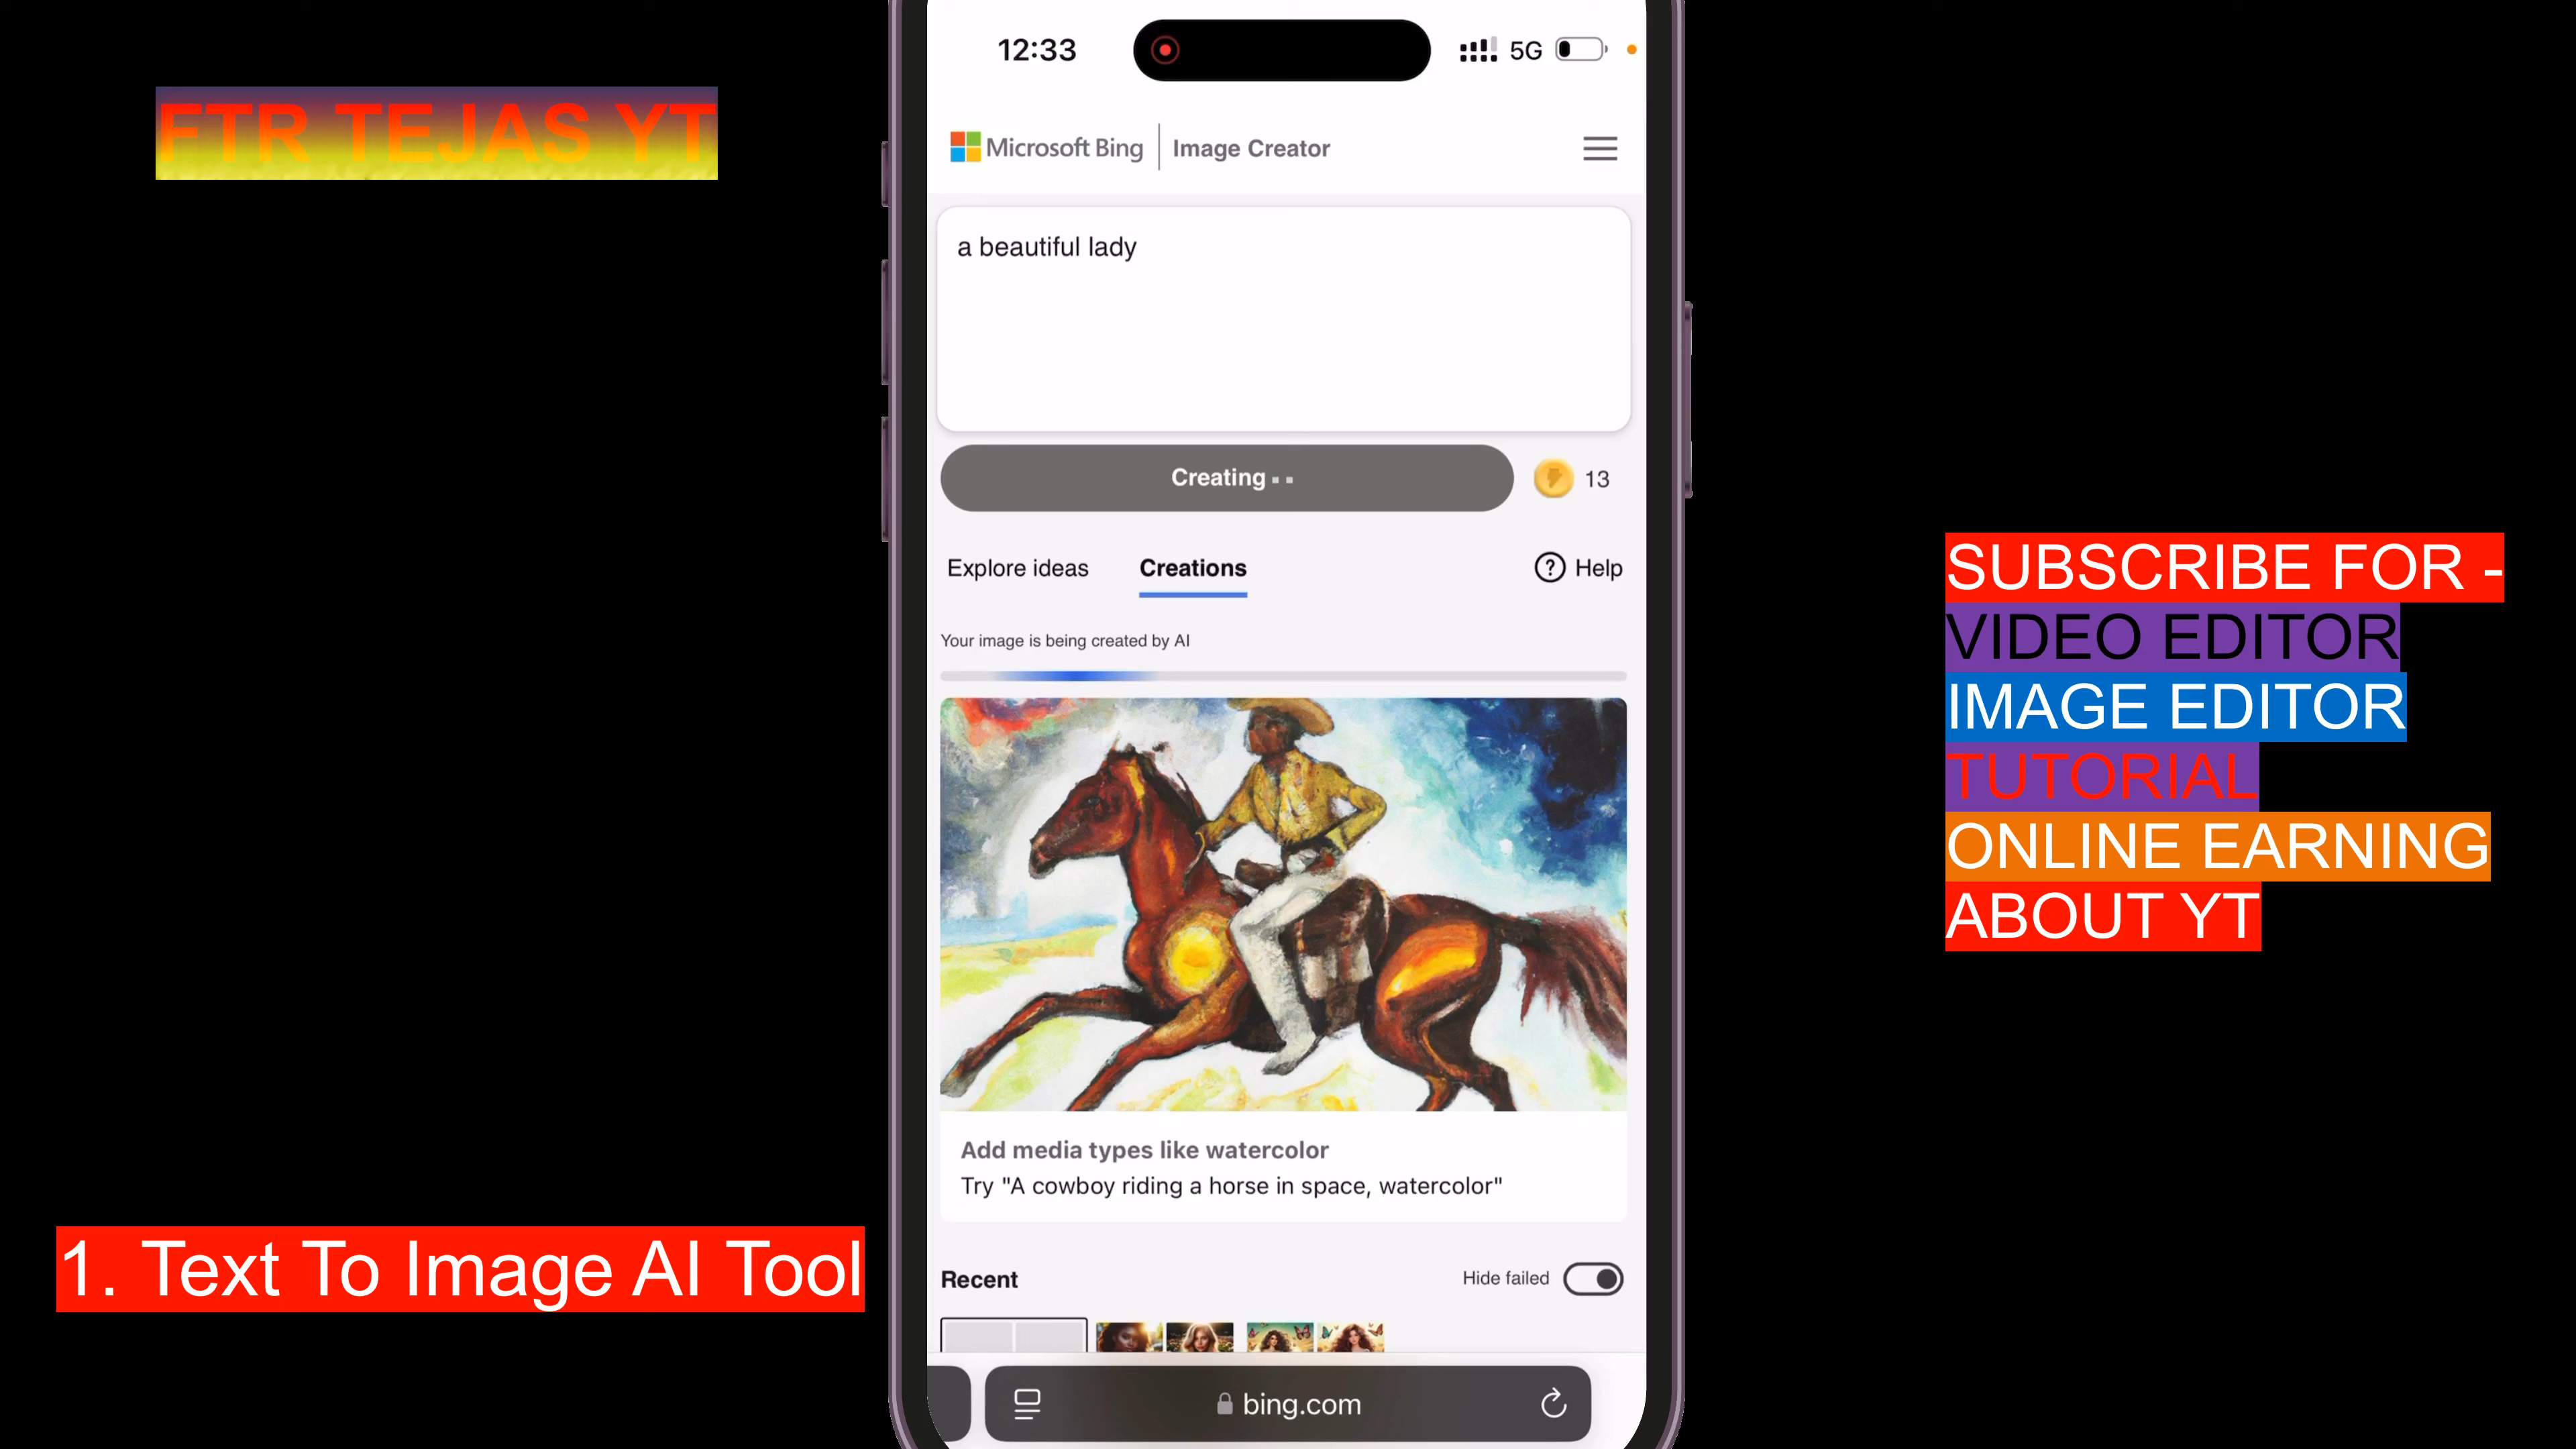 12:33
5G
FTR TEJAS YT
Microsoft Bing
Image Creator
a beautiful lady
Creating
13
Explore ideas
Creations
? Help
Your image is being created by AI
SUBSCRIBE FOR -
VIDEO EDITOR
IMAGE EDITOR
TUTORIAL
ONLINE EARNING
ABOUT YT
Add media types like watercolor
Try "A cowboy riding a horse in space, watercolor"
1. Text To Image AI Tool
Recent
Hide failed
bing.com